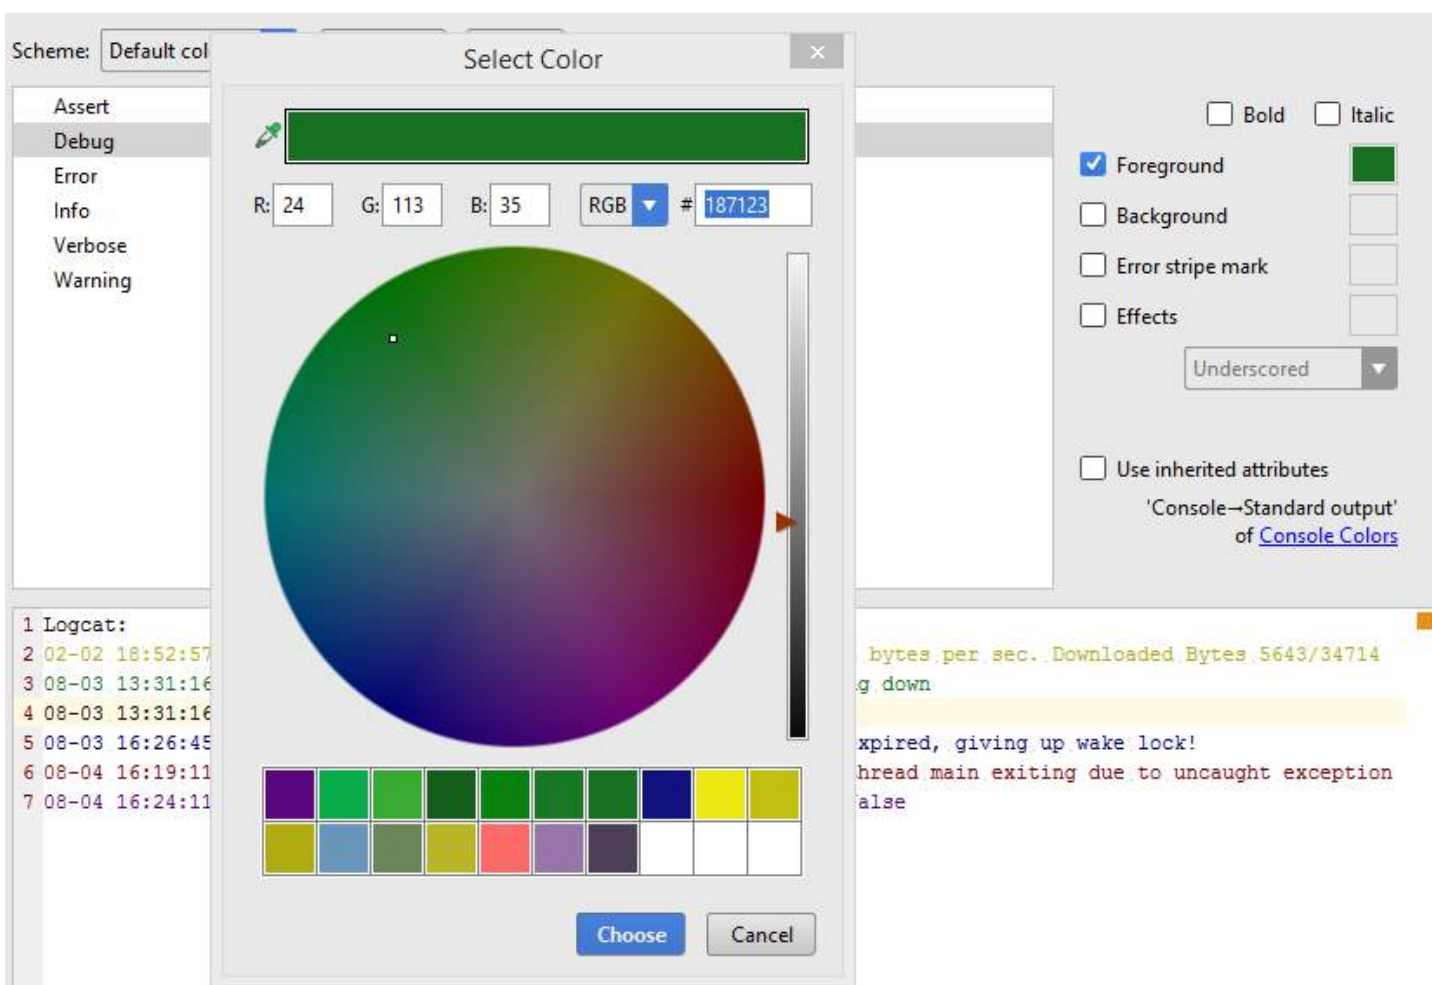 Scheme: Default col
Select Color
Assert
Debug
Error
Info
Verbose
Warning
R: 24 G: 113 B: 35 RGB # 187123
Bold Italic
Foreground
Background
Error stripe mark
Effects
Underscored
Use inherited attributes
'Console→Standard output'
of Console Colors
1 Logcat:
2 02-02 18:52:57 bytes per sec. Downloaded Bytes 5643/34714
3 08-03 13:31:16 g down
4 08-03 13:31:16
5 08-03 16:26:45 xpired, giving up wake lock!
6 08-04 16:19:11 hread main exiting due to uncaught exception
7 08-04 16:24:11 alse
Choose Cancel